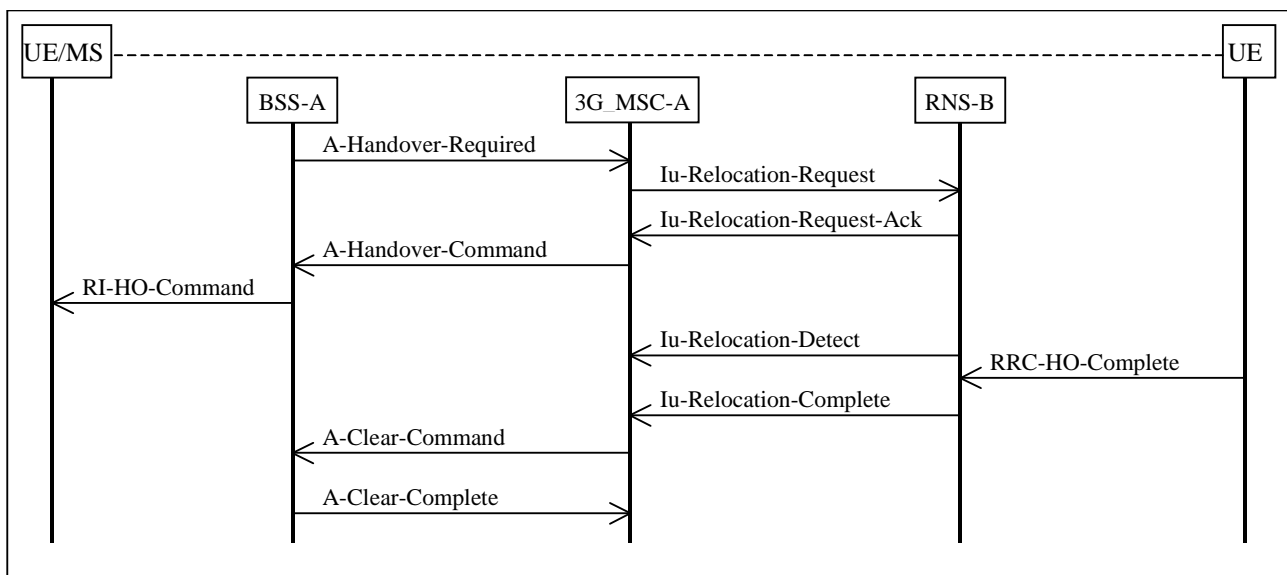 UE/MS
UE
BSS-A
3G_MSC-A
RNS-B
A-Handover-Required
Iu-Relocation-Request
Iu-Relocation-Request-Ack
A-Handover-Command
RI-HO-Command
Iu-Relocation-Detect
RRC-HO-Complete
Iu-Relocation-Complete
A-Clear-Command
A-Clear-Complete